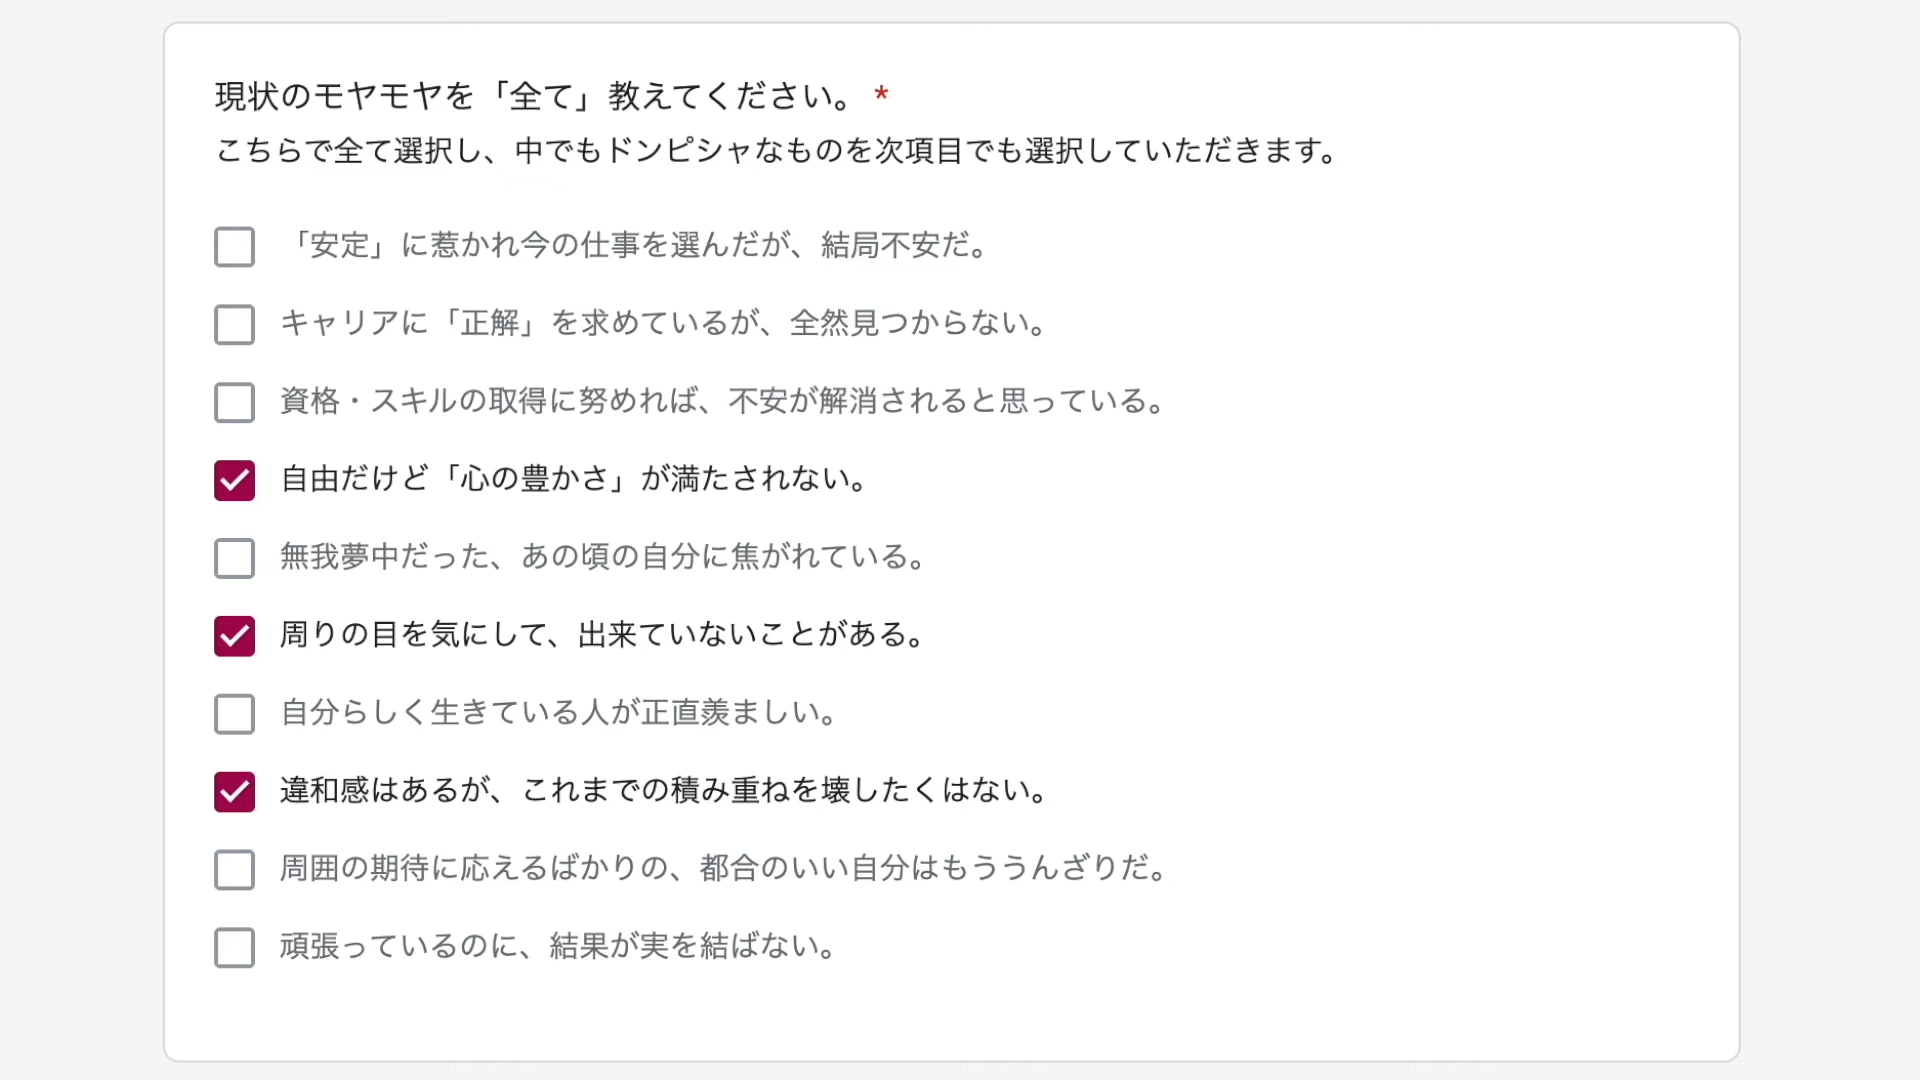 現状のモヤモヤを「全て」教えてください。 *
こちらで全て選択し、中でもドンピシャなものを次項目でも選択していただきます。
「安定」に惹かれ今の仕事を選んだが、結局不安だ。
キャリアに「正解」を求めているが、全然見つからない。
資格・スキルの取得に努めれば、不安が解消されると思っている。
自由だけど「心の豊かさ」が満たされない。
無我夢中だった、あの頃の自分に焦がれている。
周りの目を気にして、出来ていないことがある。
自分らしく生きている人が正直羨ましい。
違和感はあるが、これまでの積み重ねを壊したくはない。
周囲の期待に応えるばかりの、都合のいい自分はもううんざりだ。
頑張っているのに、結果が実を結ばない。